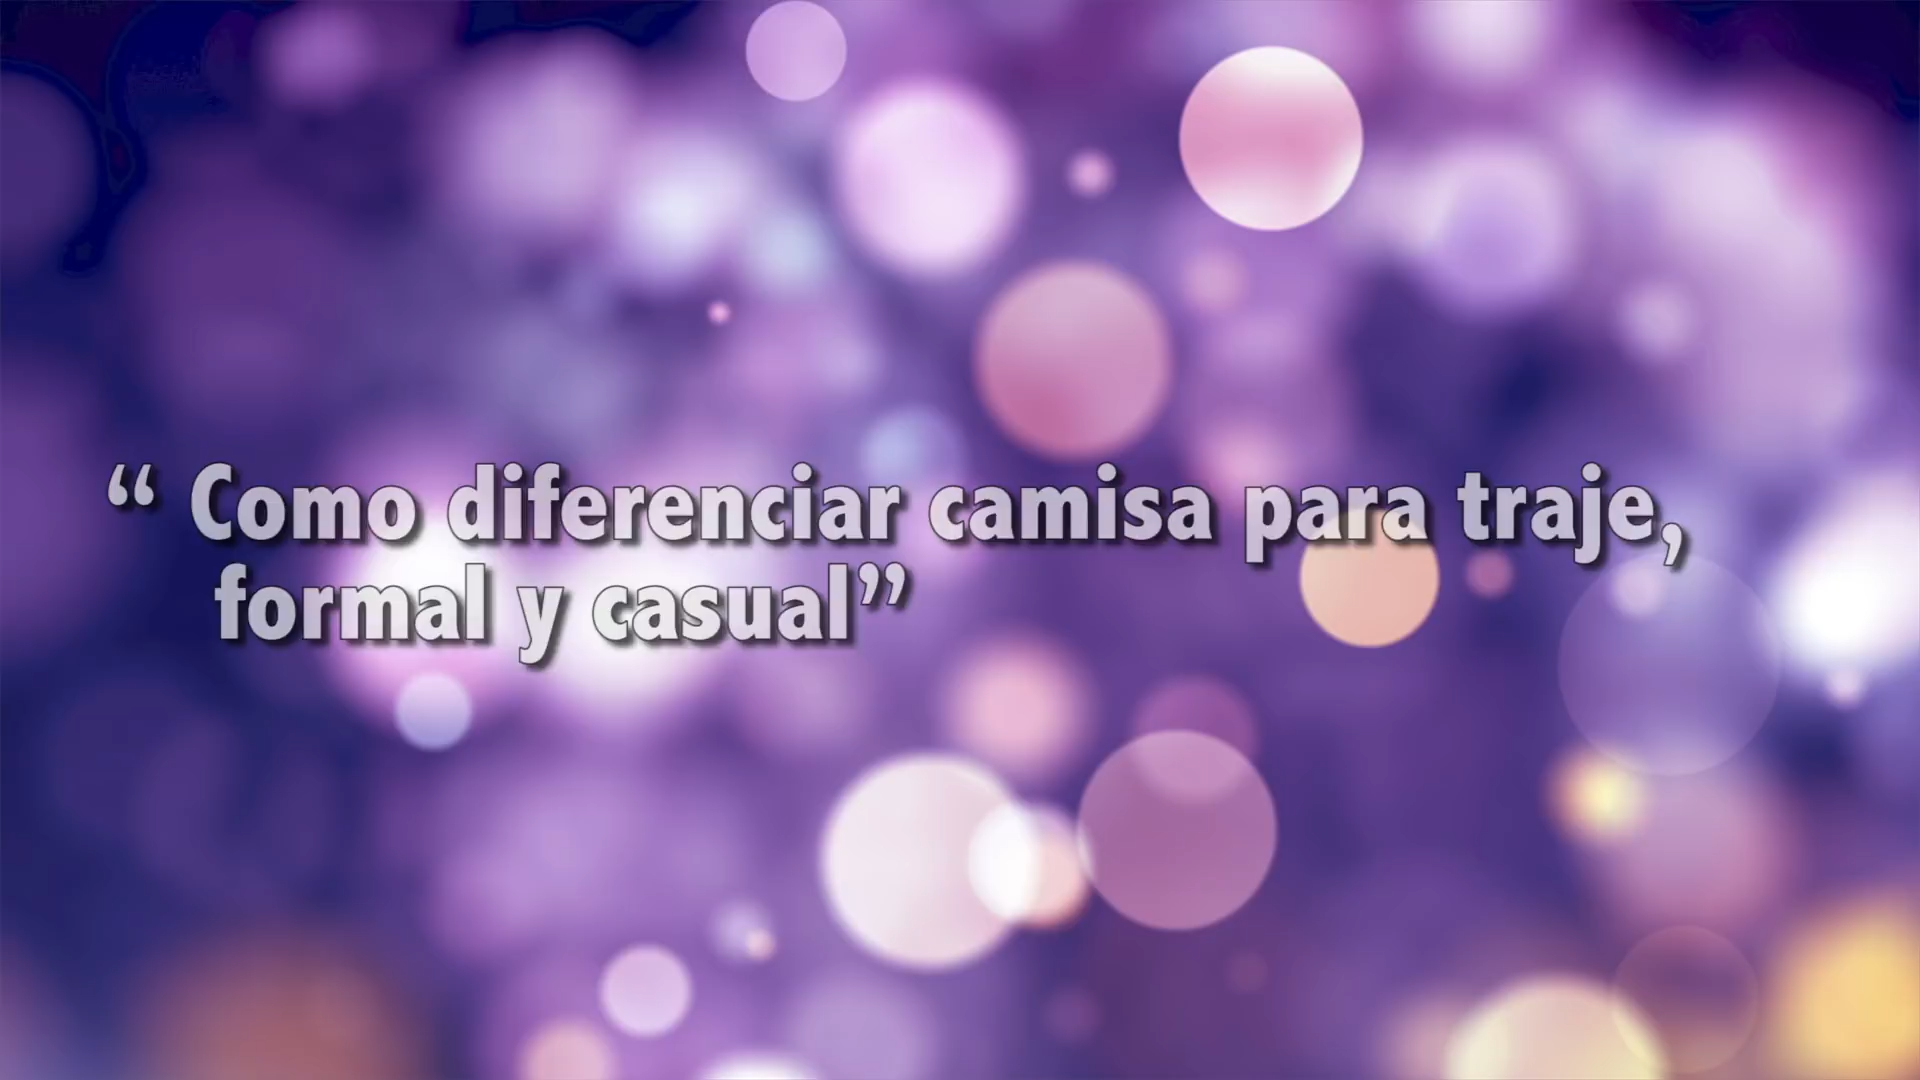 “ Como diferenciar camisa para traje,
formal y casual”